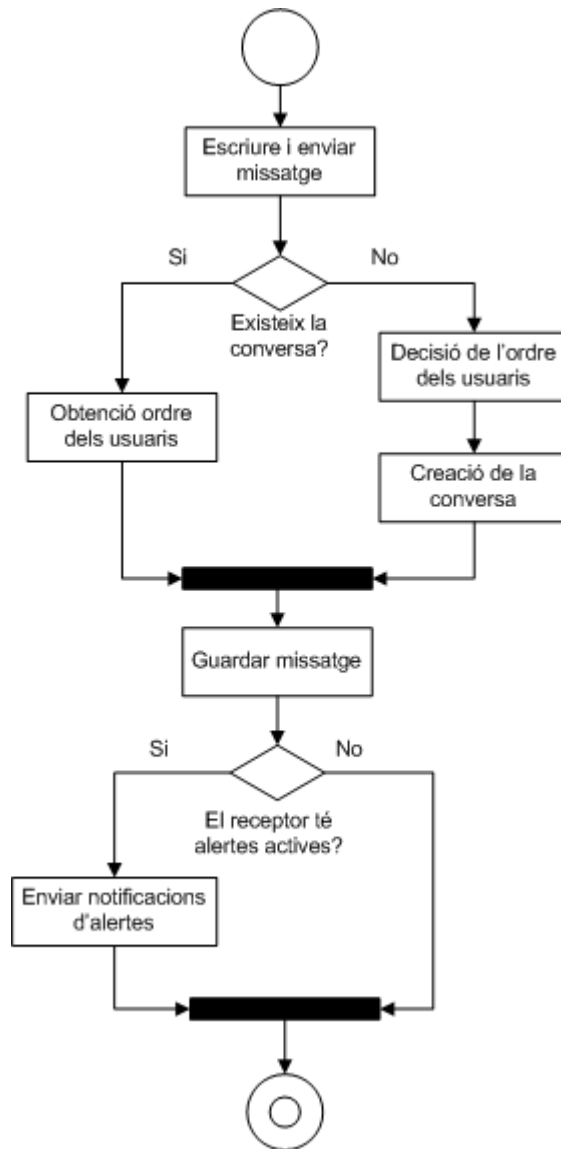 Escriure i enviar
missatge
Si
No
Existeix la
conversa?
Decisió de l'ordre
dels usuaris
Obtenció ordre
dels usuaris
Creació de la
conversa
Guardar missatge
Si
No
El receptor té
alertes actives?
Enviar notificacions
d'alertes